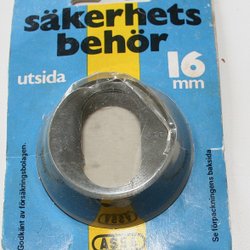 säkerhets
behör
utsida
16
mm
Godkänt av försäkringsbolagen.
Se förpackningens baksida
ASSA